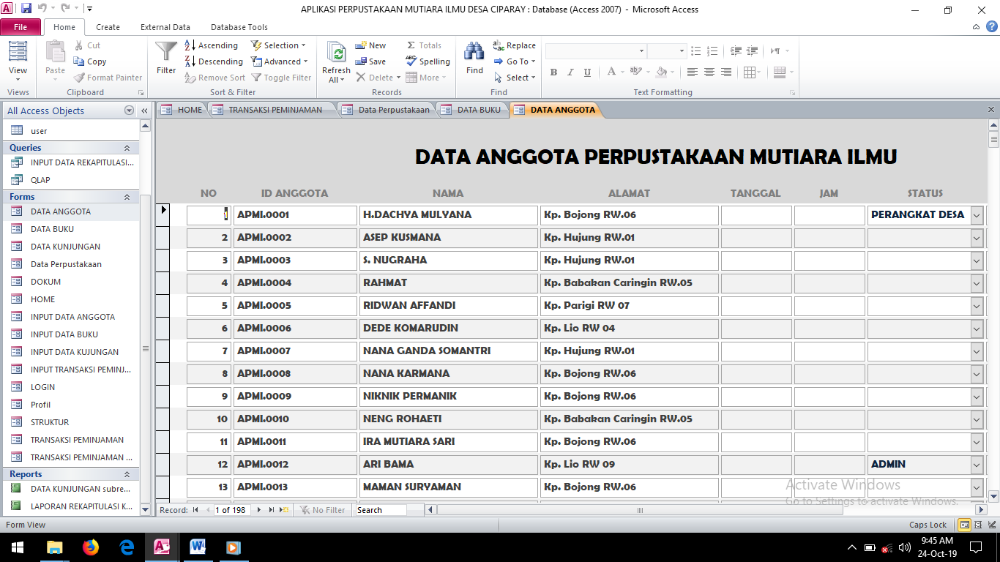 APLIKASI PERPUSTAKAAN MUTIARA ILMU DESA CIPARAY : Database (Access 2007) - Microsoft Access
File Home Create External Data Database Tools
View Paste Cut Copy Format Painter Filter Ascending Descending Remove Sort Selection Advanced Toggle Filter Refresh All New Save Delete Totals Spelling More Find Replace Go To Select
Views Clipboard Sort & Filter Records Find Text Formatting
All Access Objects
user
Queries
INPUT DATA REKAPITULASI...
QLAP
Forms
DATA ANGGOTA
DATA BUKU
DATA KUNJUNGAN
Data Perpustakaan
DOKUM
HOME
INPUT DATA ANGGOTA
INPUT DATA BUKU
INPUT DATA KUJUNGAN
INPUT TRANSAKSI PEMINJ...
LOGIN
Profil
STRUKTUR
TRANSAKSI PEMINJAMAN
TRANSAKSI PEMINJAMAN ...
Reports
DATA KUNJUNGAN subre...
LAPORAN REKAPITULASI K...
HOME TRANSAKSI PEMINJAMAN Data Perpustakaan DATA BUKU DATA ANGGOTA
DATA ANGGOTA PERPUSTAKAAN MUTIARA ILMU
NO ID ANGGOTA NAMA ALAMAT TANGGAL JAM STATUS
1 APMI.0001 H.DACHYA MULYANA Kp. Bojong RW.06 PERANGKAT DESA
2 APMI.0002 ASEP KUSMANA Kp. Hujung RW.01
3 APMI.0003 S. NUGRAHA Kp. Hujung RW.01
4 APMI.0004 RAHMAT Kp. Babakan Caringin RW.05
5 APMI.0005 RIDWAN AFFANDI Kp. Parigi RW 07
6 APMI.0006 DEDE KOMARUDIN Kp. Lio RW 04
7 APMI.0007 NANA GANDA SOMANTRI Kp. Hujung RW.01
8 APMI.0008 NANA KARMANA Kp. Bojong RW.06
9 APMI.0009 NIKNIK PERMANIK Kp. Bojong RW.06
10 APMI.0010 NENG ROHAETI Kp. Babakan Caringin RW.05
11 APMI.0011 IRA MUTIARA SARI Kp. Bojong RW.06
12 APMI.0012 ARI BAMA Kp. Lio RW 09 ADMIN
13 APMI.0013 MAMAN SURYAMAN Kp. Bojong RW.06
Activate Windows
Go to Settings to activate Windows.
Record: 1 of 198 No Filter Search
Form View Caps Lock
9:45 AM
24-Oct-19